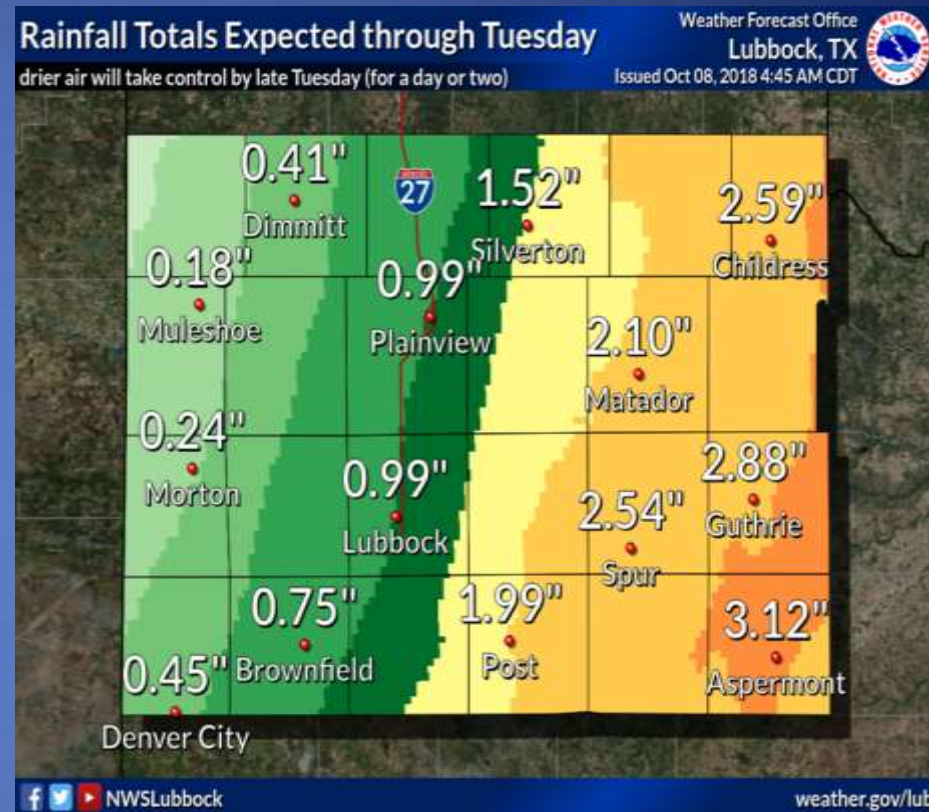 Rainfall Totals Expected through Tuesday
drier air will take control by late Tuesday (for a day or two)
Weather Forecast Office
Lubbock, TX
Issued Oct 08, 2018 4:45 AM CDT
0.41"
Dimmitt
27
1.52"
Silverton
2.59"
Childress
0.18"
Muleshoe
0.99"
Plainview
2.10"
Matador
0.24"
Morton
0.99"
Lubbock
2.54"
Spur
2.88"
Guthrie
0.75"
Brownfield
1.99"
Post
3.12"
Aspermont
0.45"
Denver City
NWSLubbock
weather.gov/lub